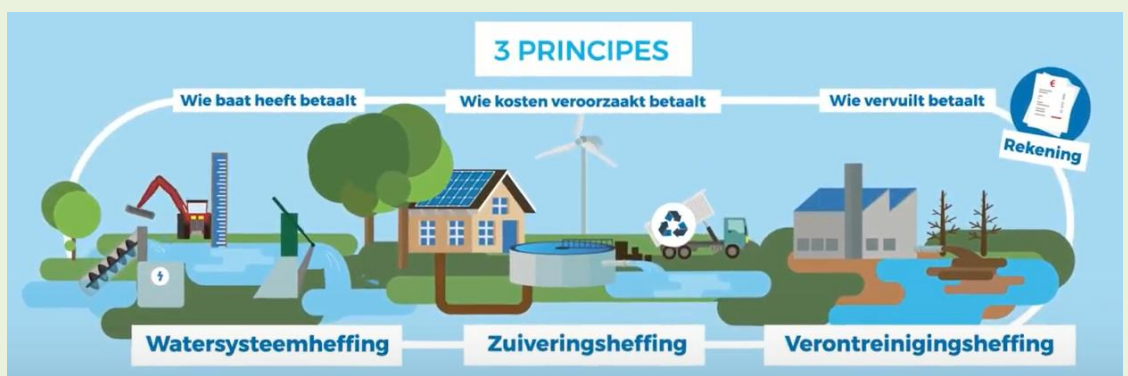 3 PRINCIPES
Wie baat heeft betaalt
Wie kosten veroorzaakt betaalt
Wie vervuilt betaalt
€
Rekening
Watersysteemheffing
Zuiveringsheffing
Verontreinigingsheffing